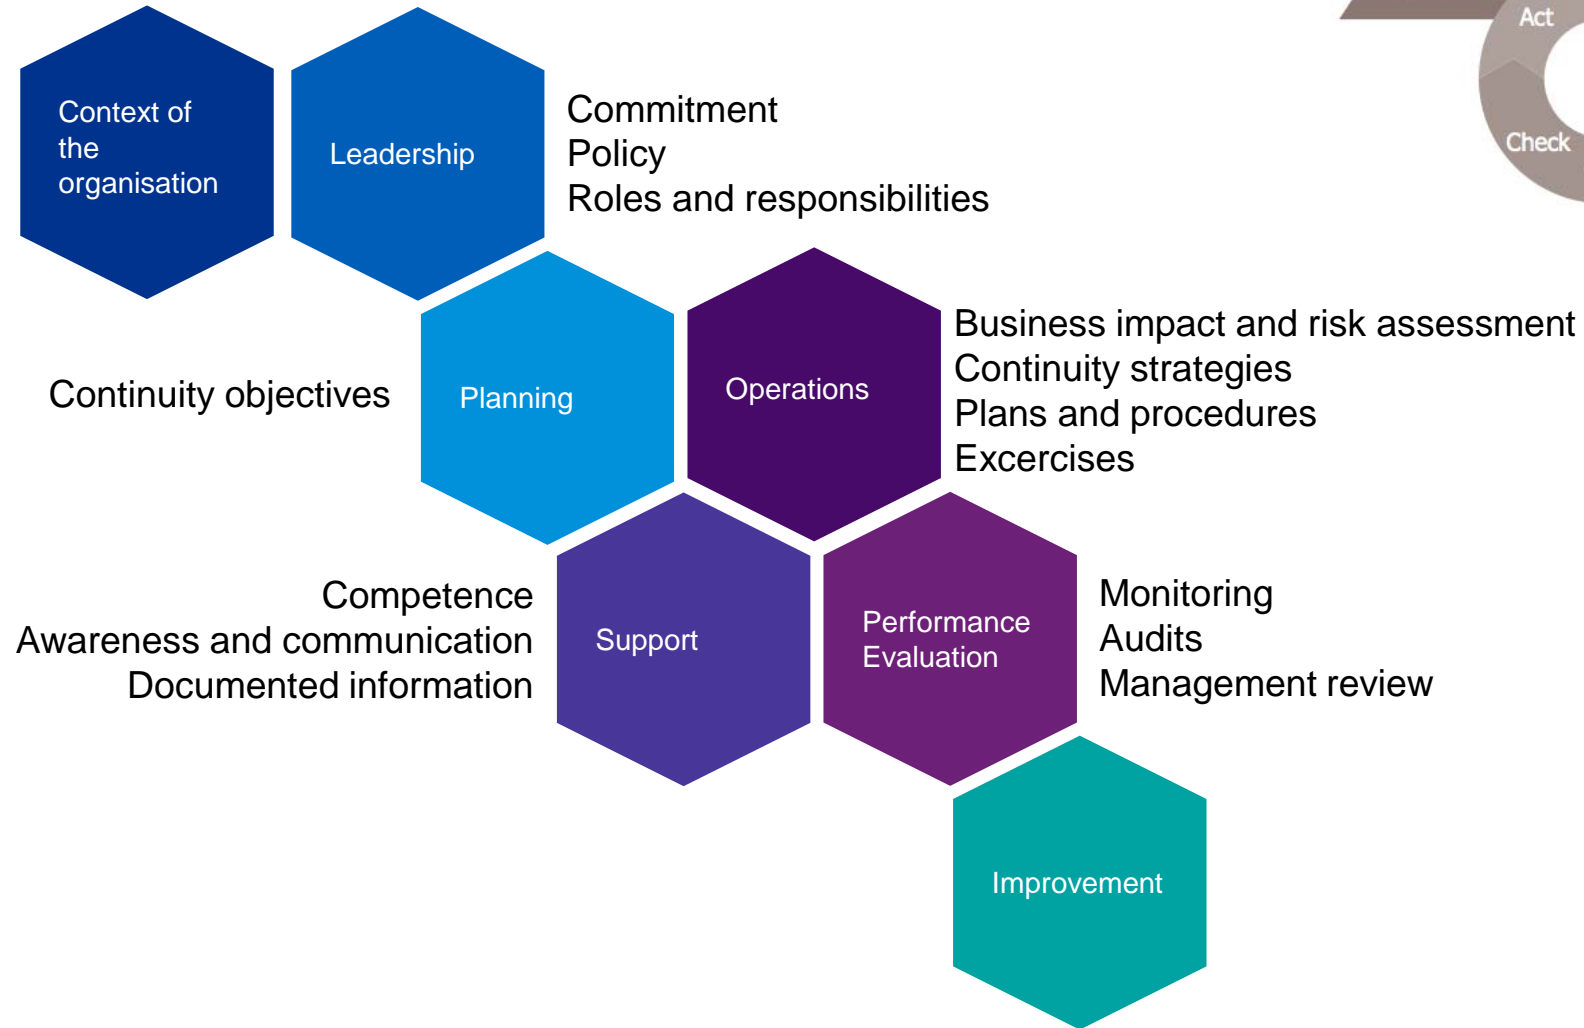 Act
Check
Context of
the
organisation
Leadership
Commitment
Policy
Roles and responsibilities
Continuity objectives
Planning
Operations
Business impact and risk assessment
Continuity strategies
Plans and procedures
Excercises
Competence
Awareness and communication
Documented information
Support
Performance
Evaluation
Monitoring
Audits
Management review
Improvement